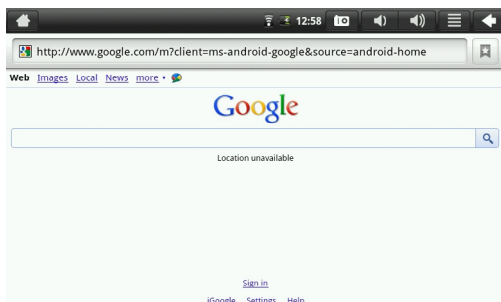 12:58
http://www.google.com/m?client=ms-android-google&source=android-home
Web Images Local News more
Google
Location unavailable
Sign in
iGoogle Settings Help